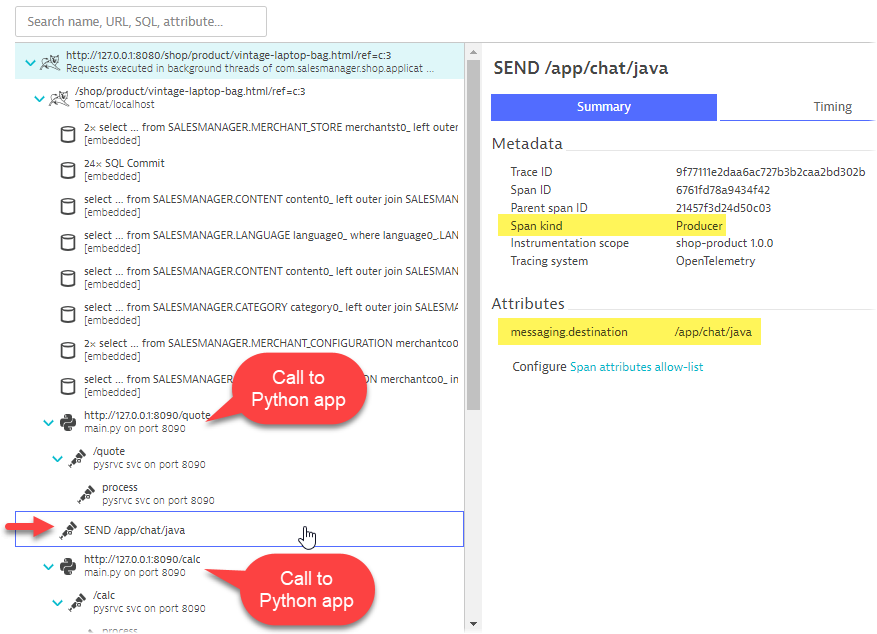 Search name, URL, SQL, attribute...
http://127.0.0.1:8080/shop/product/vintage-laptop-bag.html/ref=c:3
Requests executed in background threads of com.salesmanager.shop.applicat ...
/shop/product/vintage-laptop-bag.html/ref=c:3
Tomcat/localhost
2x select ... from SALESMANAGER.MERCHANT_STORE merchantst0_ left outer
[embedded]
24x SQL Commit
[embedded]
select ... from SALESMANAGER.CONTENT content0_ left outer join SALESMAN
[embedded]
select ... from SALESMANAGER.LANGUAGE language0_ where language0_.LAN
[embedded]
select ... from SALESMANAGER.CONTENT content0_ left outer join SALESMAN
[embedded]
select ... from SALESMANAGER.CATEGORY category0_ left outer join SALESMA
[embedded]
2x select ... from SALESMANAGER.MERCHANT_CONFIGURATION merchantco0
[embedded]
select ... from SALESMANAGER. ON merchantco0_ in
[embedded]
Call to
Python app
http://127.0.0.1:8090/quote
main.py on port 8090
/quote
pysrvc svc on port 8090
process
pysrvc svc on port 8090
SEND /app/chat/java
http://127.0.0.1:8090/calc
main.py on port 8090
Call to
Python app
/calc
pysrvc svc on port 8090
process
SEND /app/chat/java
Summary Timing
Metadata
Trace ID 9f77111e2daa6ac727b3b2caa2bd302b
Span ID 6761fd78a9434f42
Parent span ID 21457f3d24d50c03
Span kind Producer
Instrumentation scope shop-product 1.0.0
Tracing system OpenTelemetry
Attributes
messaging.destination /app/chat/java
Configure Span attributes allow-list